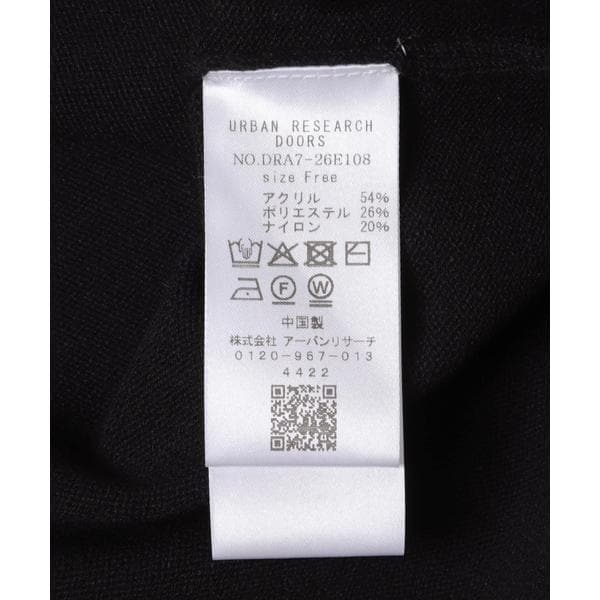 URBAN RESEARCH
DOORS
NO.DRA7-26E108
size Free
アクリル 54%
ポリエステル 26%
ナイロン 20%
F W
中国製
株式会社 アーバンリサーチ
0120-967-013
4422